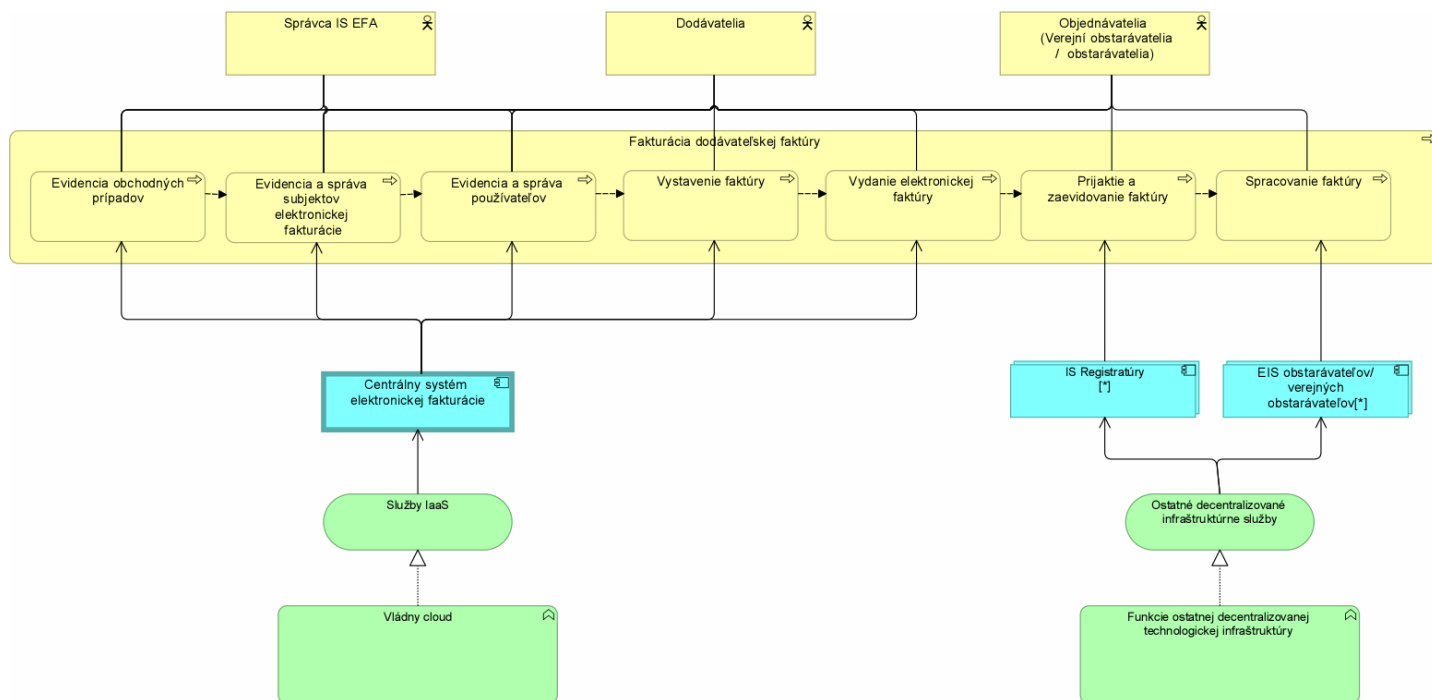 Správca IS EFA
Dodávatelia
Objednávatelia
(Verejní obstarávatelia
/ obstarávatelia)
Fakturácia dodávateľskej faktúry
Evidencia obchodných
prípadov
Evidencia a správa
subjektov
elektronickej
fakturácie
Evidencia a správa
používateľov
Vystavenie faktúry
Vydanie elektronickej
faktúry
Prijaktie a
zaevidovanie faktúry
Spracovanie faktúry
Centrálny systém
elektronickej fakturácie
IS Registratúry
[*]
EIS obstarávateľov/
verejných
obstarávateľov[*]
Služby IaaS
Ostatné decentralizované
infraštruktúrne služby
Vládny cloud
Funkcie ostatnej decentralizovanej
technologickej infraštruktúry